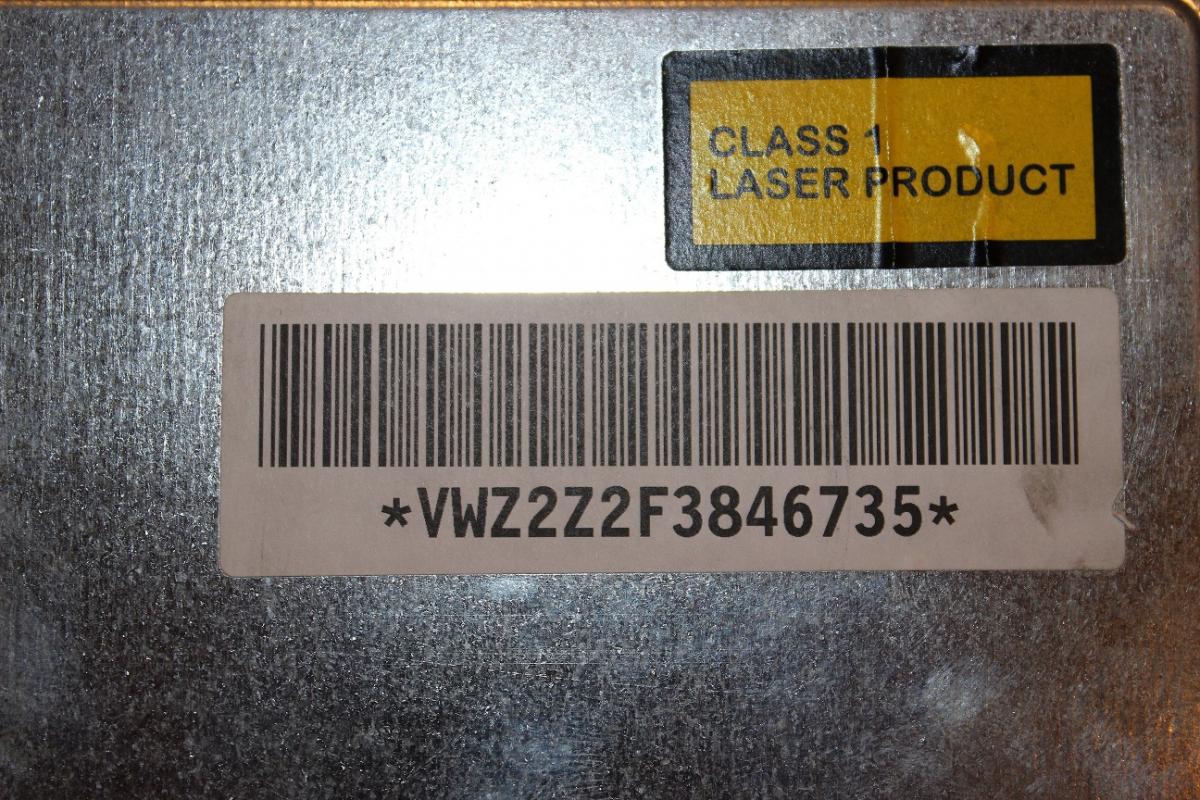 CLASS 1
LASER PRODUCT
*VWZ2Z2F3846735*